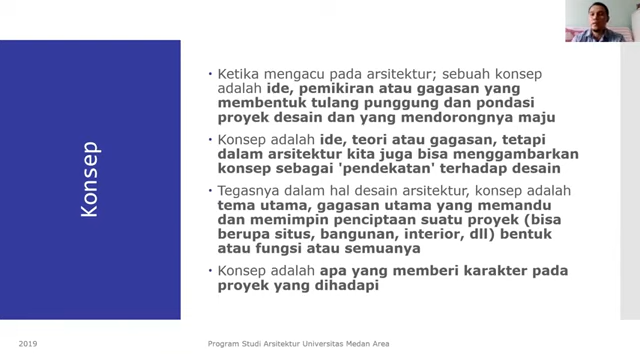 Konsep
• Ketika mengacu pada arsitektur; sebuah konsep
adalah ide, pemikiran atau gagasan yang
membentuk tulang punggung dan pondasi
proyek desain dan yang mendorongnya maju
• Konsep adalah ide, teori atau gagasan, tetapi
dalam arsitektur kita juga bisa menggambarkan
konsep sebagai 'pendekatan' terhadap desain
• Tegasnya dalam hal desain arsitektur, konsep adalah
tema utama, gagasan utama yang memandu
dan memimpin penciptaan suatu proyek (bisa
berupa situs, bangunan, interior, dll) bentuk
atau fungsi atau semuanya
• Konsep adalah apa yang memberi karakter pada
proyek yang dihadapi
2019
Program Studi Arsitektur Universitas Medan Area